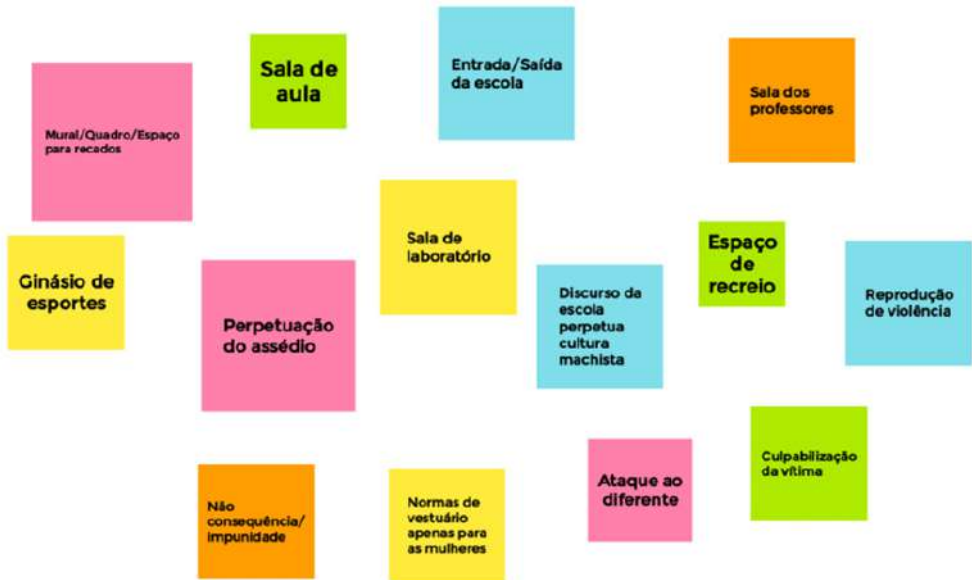 Sala de
aula
Entrada/Saída
da escola
Sala dos
professores
Mural/Quadro/Espaço
para recados
Sala de
laboratório
Espaço
de
recreio
Ginásio de
esportes
Perpetuação
do assédio
Discurso da
escola
perpetua
cultura
machista
Reprodução
de violência
Não
consequência/
impunidade
Normas de
vestuário
apenas para
as mulheres
Ataque ao
diferente
Culpabilização
da vítima